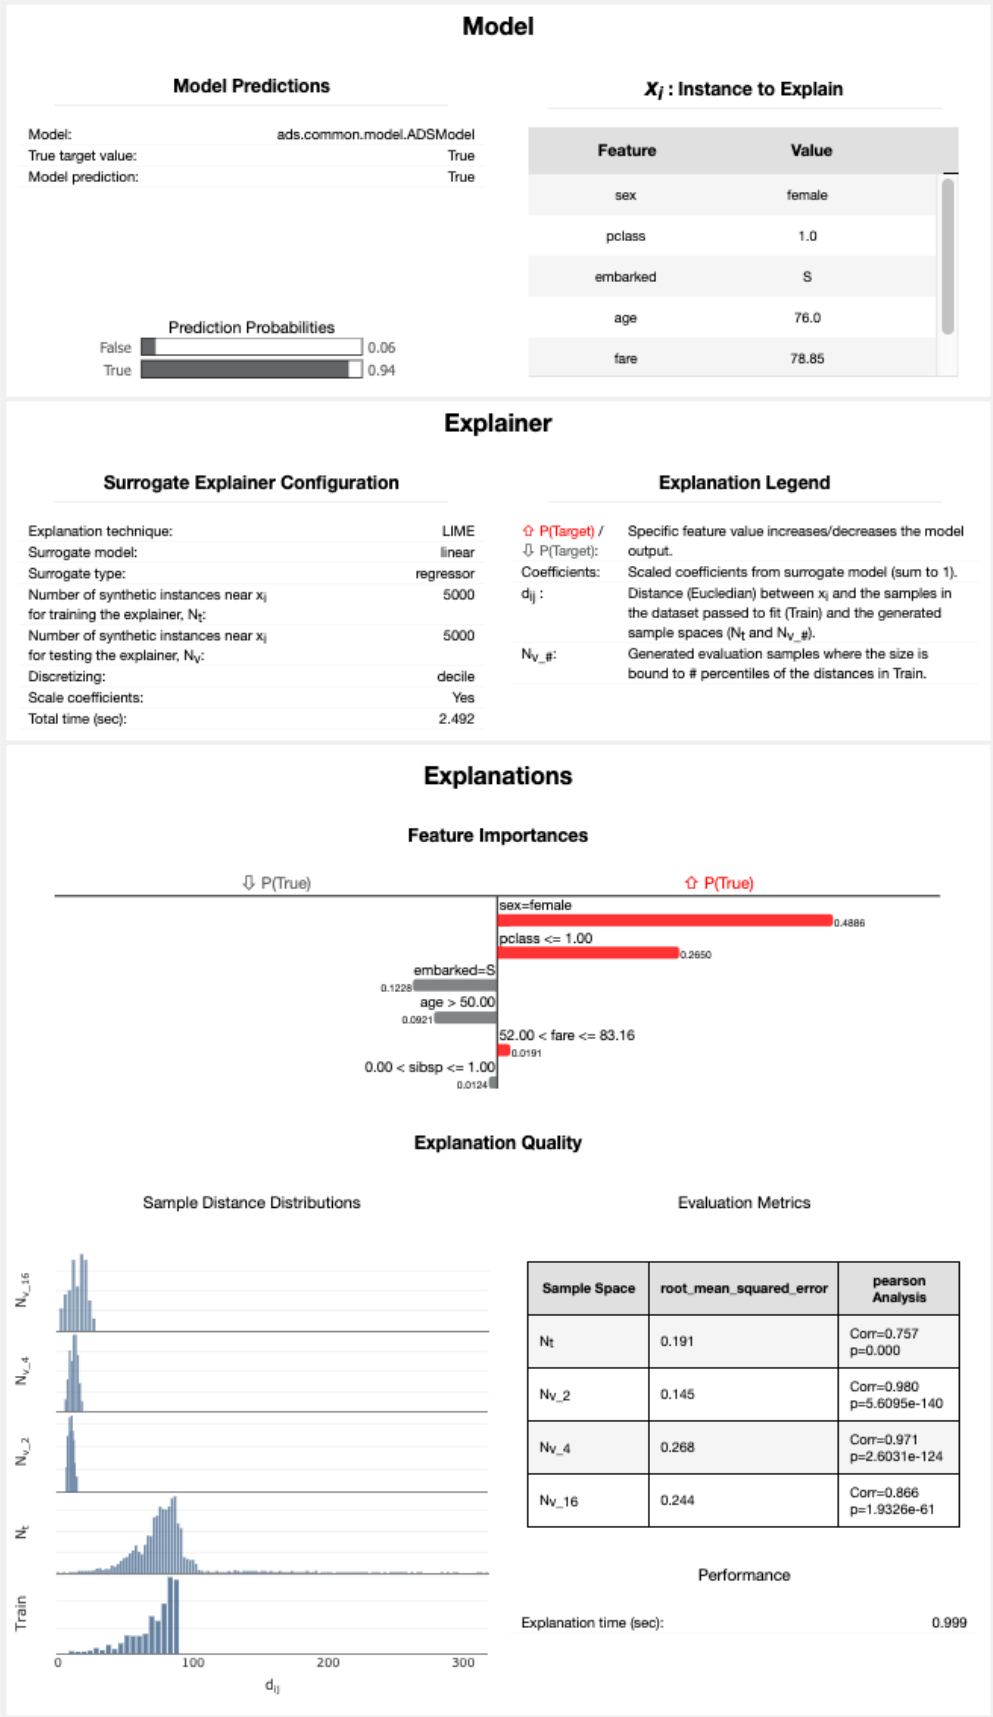 Model
Model Predictions
Model: ads.common.model.ADSModel
True target value: True
Model prediction: True
Prediction Probabilities
False 0.06
True 0.94
xi : Instance to Explain
Feature Value
sex female
pclass 1.0
embarked S
age 76.0
fare 78.85
Explainer
Surrogate Explainer Configuration
Explanation technique: LIME
Surrogate model: linear
Surrogate type: regressor
Number of synthetic instances near xi 5000
for training the explainer, Nt:
Number of synthetic instances near xi 5000
for testing the explainer, Nv:
Discretizing: decile
Scale coefficients: Yes
Total time (sec): 2.492
Explanation Legend
⇧ P(Target) / Specific feature value increases/decreases the model
⇩ P(Target): output.
Coefficients: Scaled coefficients from surrogate model (sum to 1).
dij : Distance (Eucledian) between xi and the samples in
the dataset passed to fit (Train) and the generated
sample spaces (Nt and Nv_#).
Nv_#: Generated evaluation samples where the size is
bound to # percentiles of the distances in Train.
Explanations
Feature Importances
⇩ P(True) ⇧ P(True)
sex=female
0.4886
pclass <= 1.00
0.2650
embarked=S
0.1228
age > 50.00
0.0921
52.00 < fare <= 83.16
0.0191
0.00 < sibsp <= 1.00
0.0124
Explanation Quality
Sample Distance Distributions
Nv_16
Nv_4
Nv_2
Nt
Train
0 100 200 300
dij
Evaluation Metrics
Sample Space root_mean_squared_error pearson
Analysis
Nt 0.191 Corr=0.757
p=0.000
Nv_2 0.145 Corr=0.980
p=5.6095e-140
Nv_4 0.268 Corr=0.971
p=2.6031e-124
Nv_16 0.244 Corr=0.866
p=1.9326e-61
Performance
Explanation time (sec): 0.999